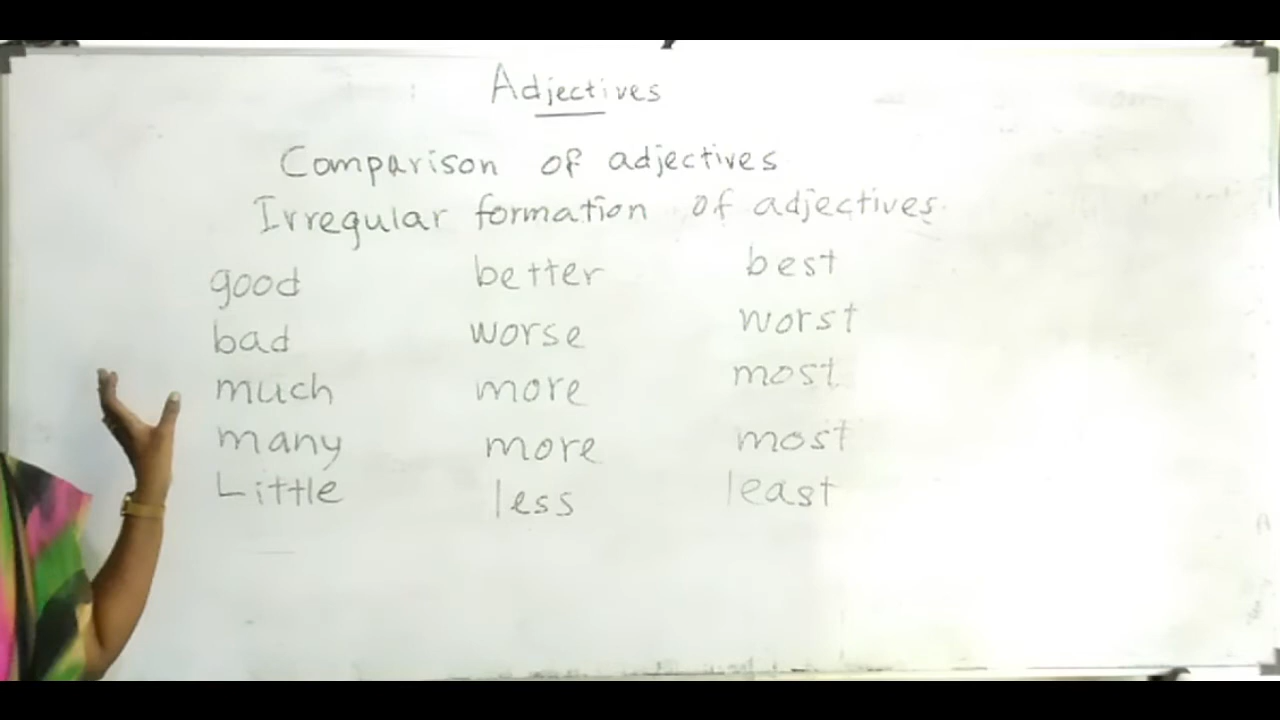 Adjectives
Comparison of adjectives
Irregular formation of adjectives.
good better best
bad worse worst
much more most
many more most
Little less least